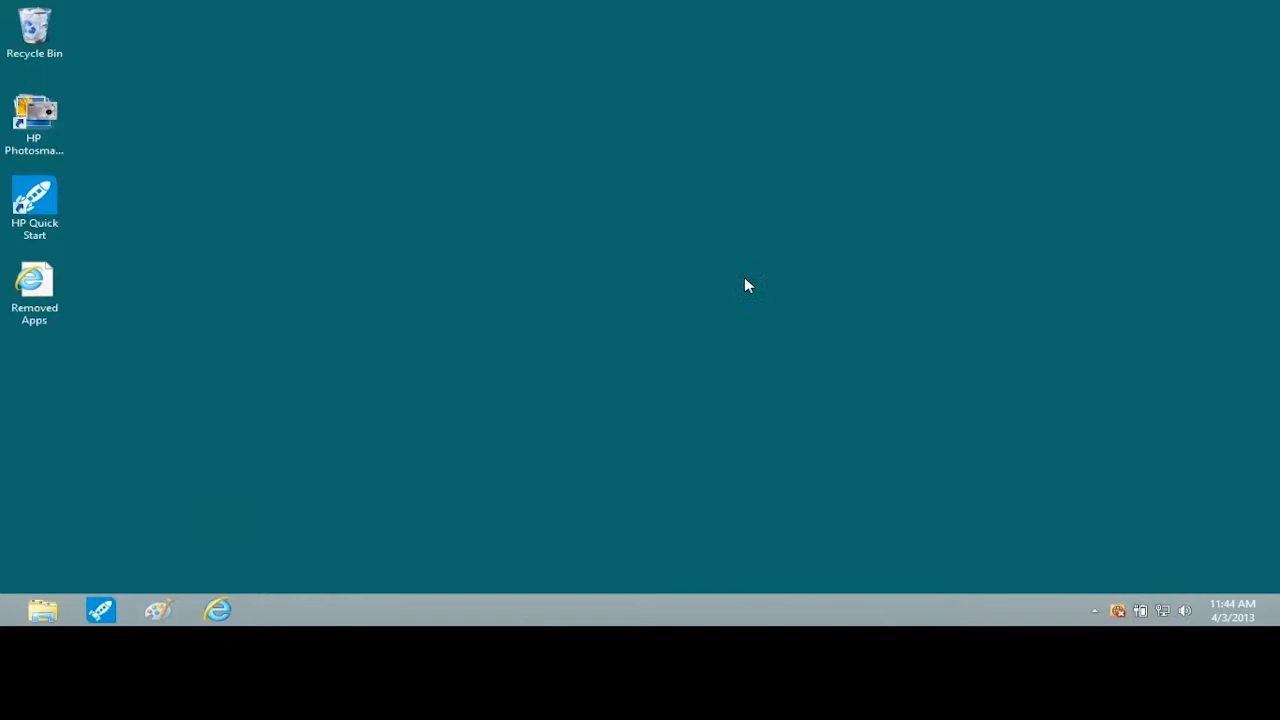 Recycle Bin
HP
Photosma...
HP Quick
Start
Removed
Apps
11:44 AM
4/3/2013